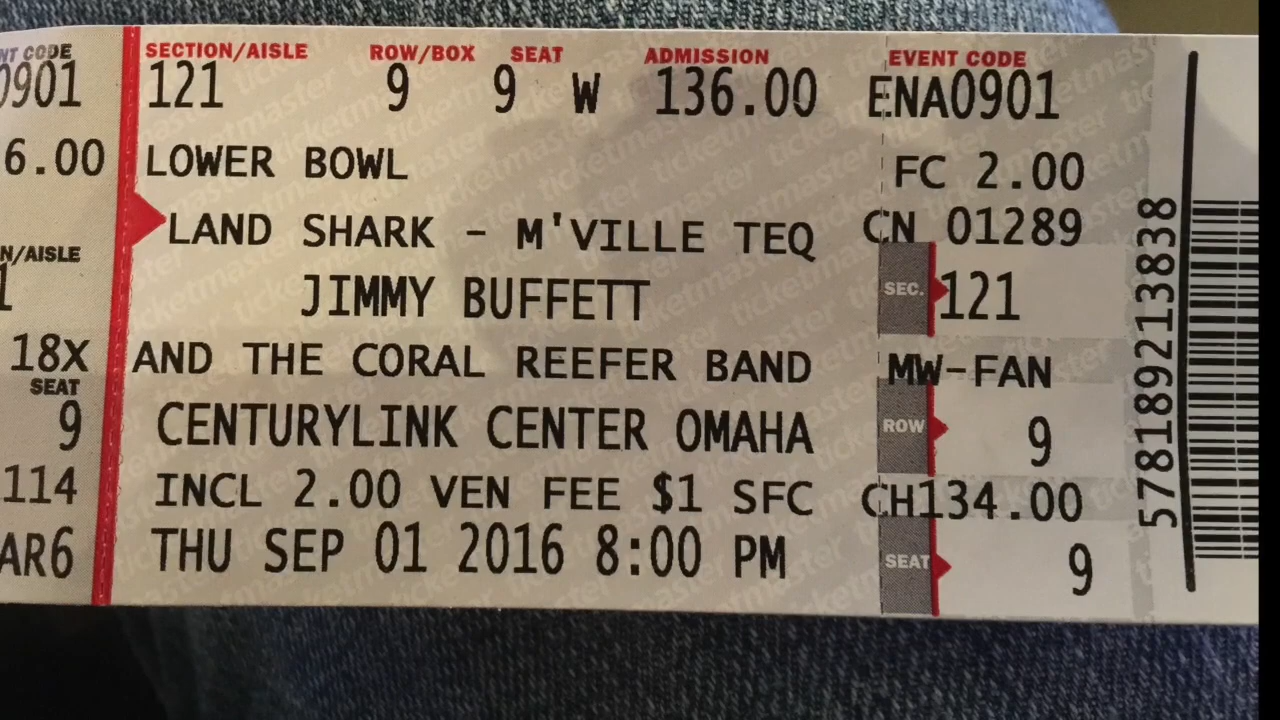 NT CODE
0901
6.00
N/AISLE
1
18X
SEAT
9
114
AR6
SECTION/AISLE ROW/BOX SEAT ADMISSION
121 9 9 W 136.00
LOWER BOWL
LAND SHARK - M'VILLE TEQ
JIMMY BUFFETT
AND THE CORAL REEFER BAND
CENTURYLINK CENTER OMAHA
INCL 2.00 VEN FEE $1 SFC
THU SEP 01 2016 8:00 PM
EVENT CODE
ENA0901
FC 2.00
CN 01289
SEC. 121
MW-FAN
ROW 9
CH134.00
SEAT 9
578189213838
ticketmaster